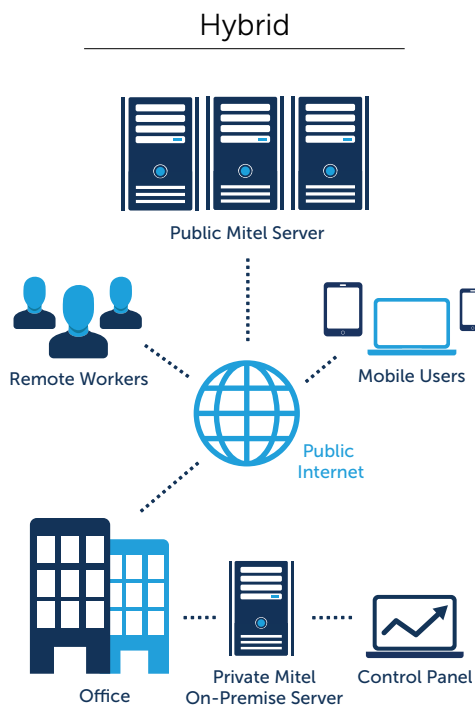 Hybrid
Public Mitel Server
Remote Workers
Mobile Users
Public
Internet
Office
Private Mitel
On-Premise Server
Control Panel